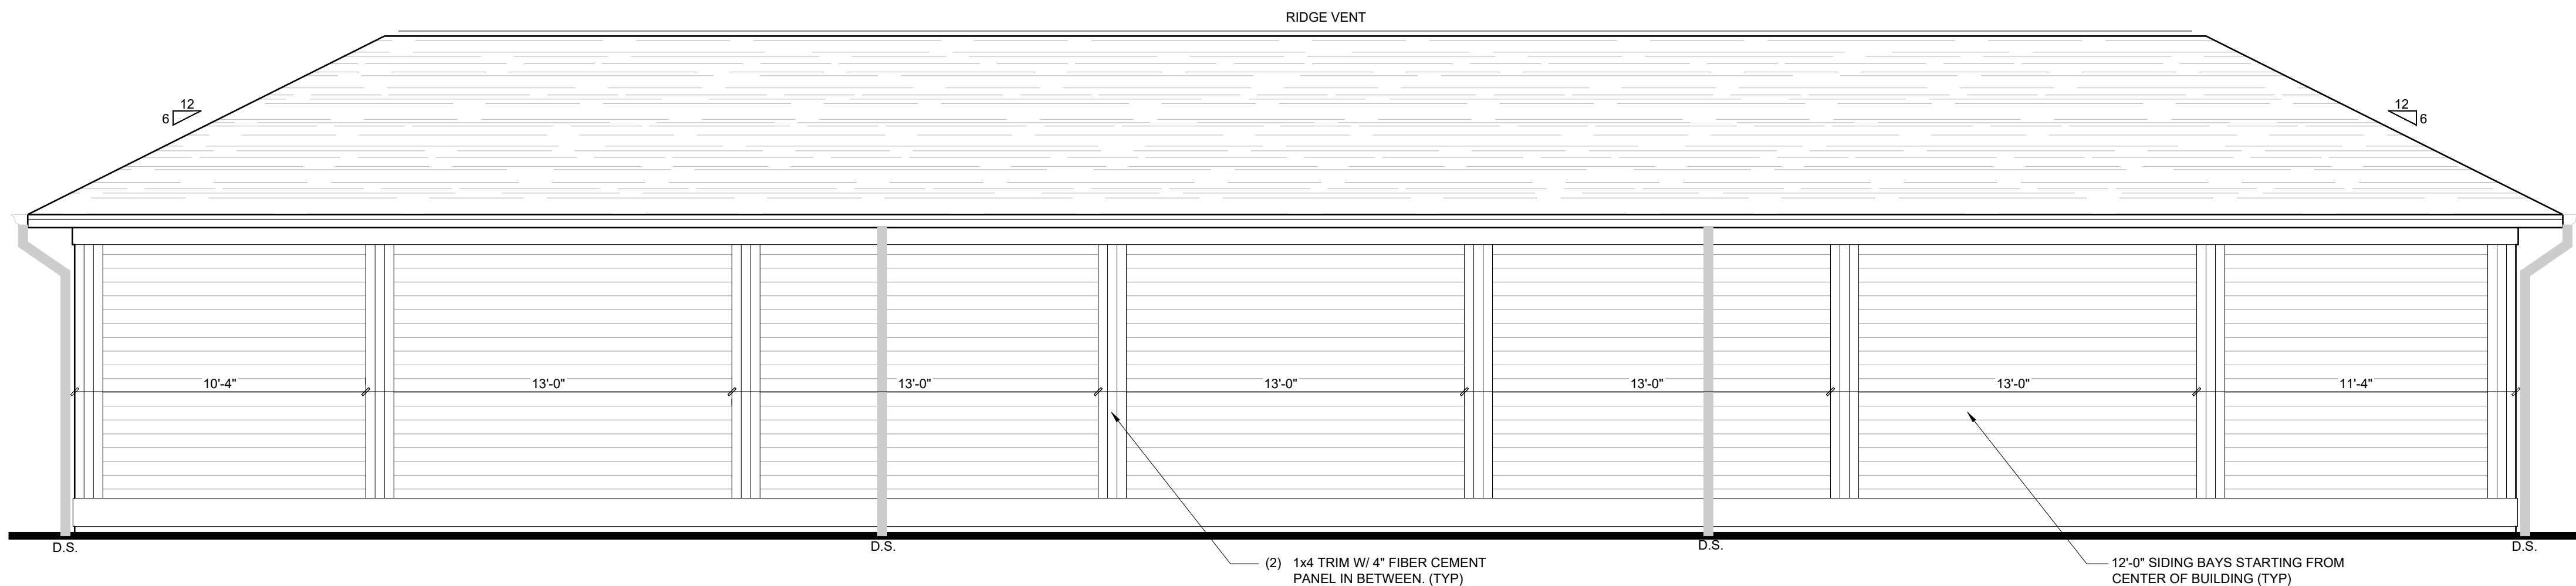 RIDGE VENT
12
6
12
6
10'-4"
13'-0"
13'-0"
13'-0"
13'-0"
13'-0"
11'-4"
D.S.
D.S.
D.S.
D.S.
(2) 1x4 TRIM W/ 4" FIBER CEMENT
PANEL IN BETWEEN. (TYP)
12'-0" SIDING BAYS STARTING FROM
CENTER OF BUILDING (TYP)